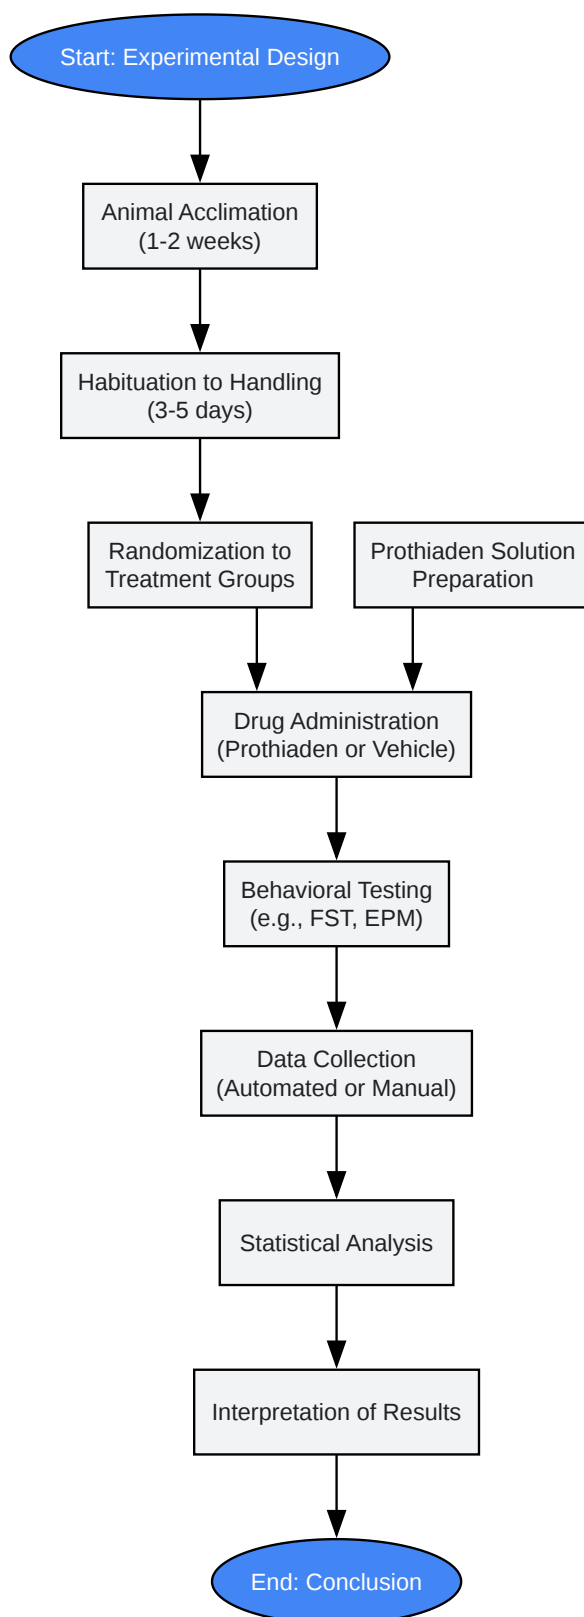 Start: Experimental Design
Animal Acclimation
(1-2 weeks)
Habituation to Handling
(3-5 days)
Randomization to
Treatment Groups
Prothiaden Solution
Preparation
Drug Administration
(Prothiaden or Vehicle)
Behavioral Testing
(e.g., FST, EPM)
Data Collection
(Automated or Manual)
Statistical Analysis
Interpretation of Results
End: Conclusion